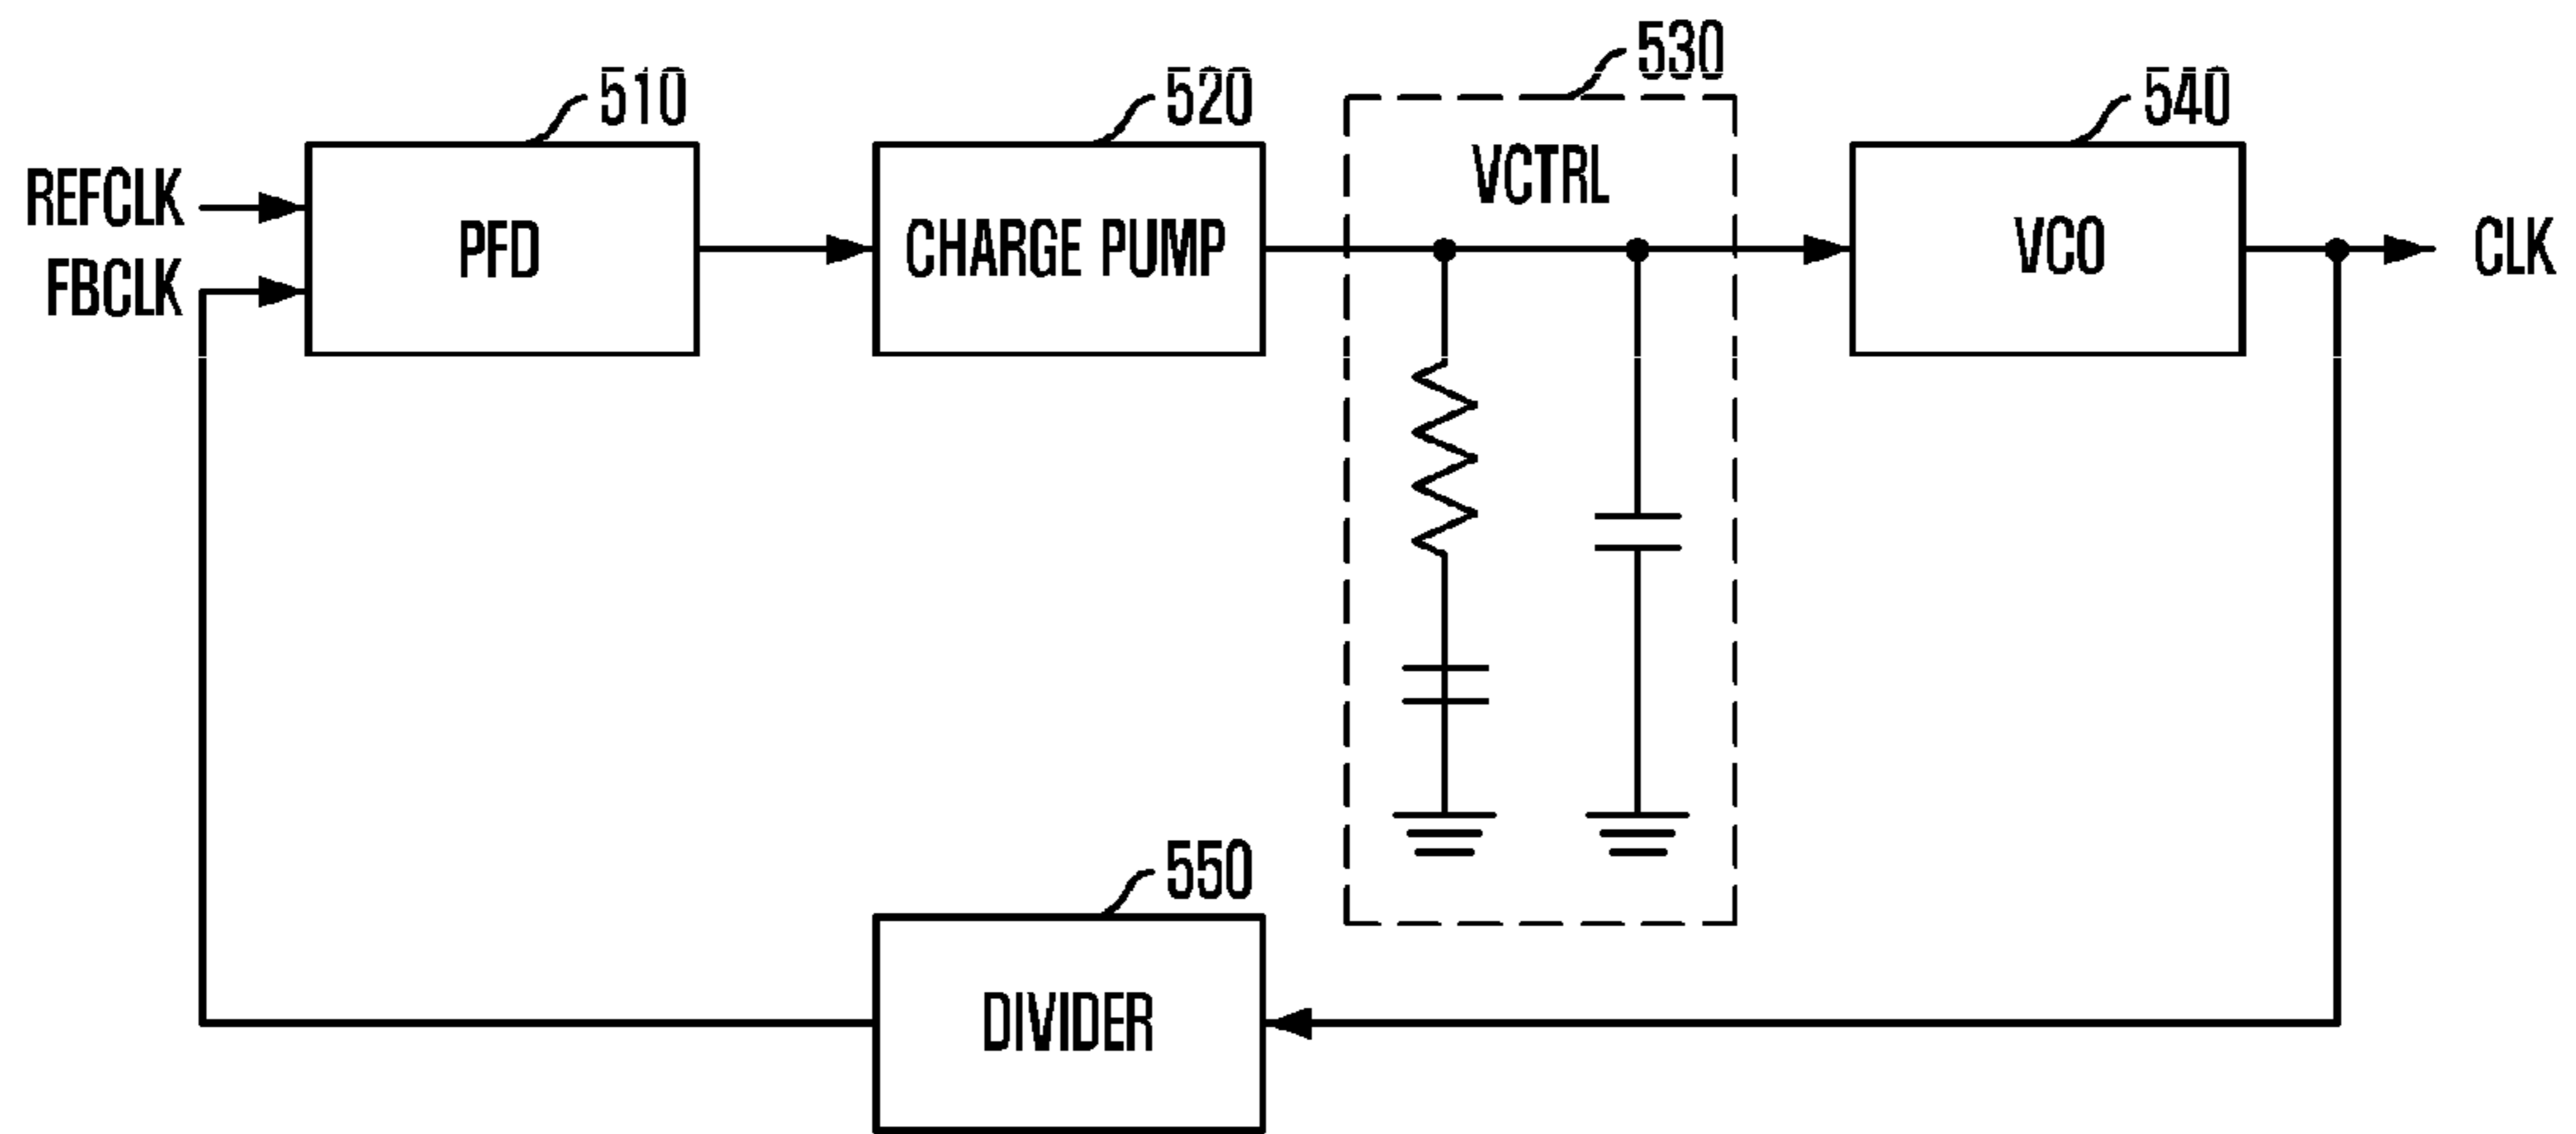 530
510
520
540
REFCLK
VCTRL
PFD
CHARGE PUMP
VCO
CLK
FBCLK
550
DIVIDER